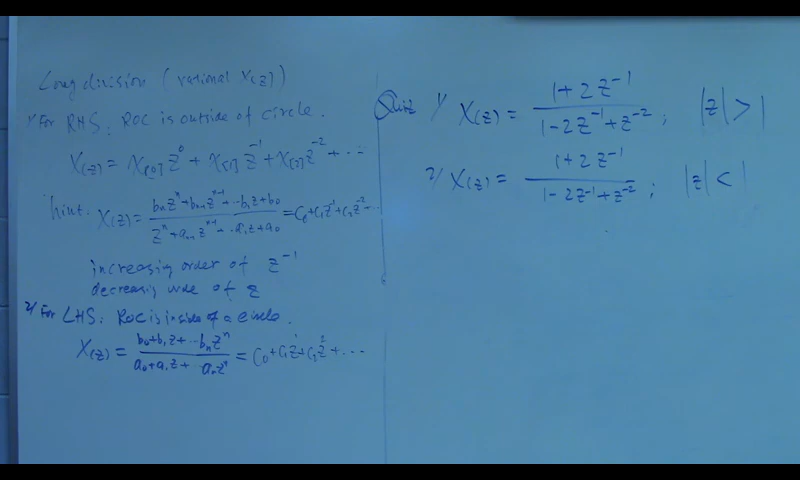 Long division (rational X(z))
1/ For RHS: ROC is outside of circle.
X(z) = x[0] z^0 + x[1] z^-1 + x[2] z^-2 + ...
hint. X(z) = (b_n z^n + b_n-1 z^n-1 + ... b_1 z + b_0) / (z^n + a_n-1 z^n-1 + ... a_1 z + a_0) = C_0 + C_1 z^-1 + C_2 z^-2 ...
increasing order of z^-1
decreasing order of z
2/ For LHS: ROC is inside of a circle.
X(z) = (b_0 + b_1 z + ... b_n z^n) / (a_0 + a_1 z + ... a_n z^n) = C_0 + C_1 z^1 + C_2 z^2 + ...
Quiz 1/ X(z) = (1 + 2z^-1) / (1 - 2z^-1 + z^-2) ; |z| > 1
2/ X(z) = (1 + 2z^-1) / (1 - 2z^-1 + z^-2) ; |z| < 1